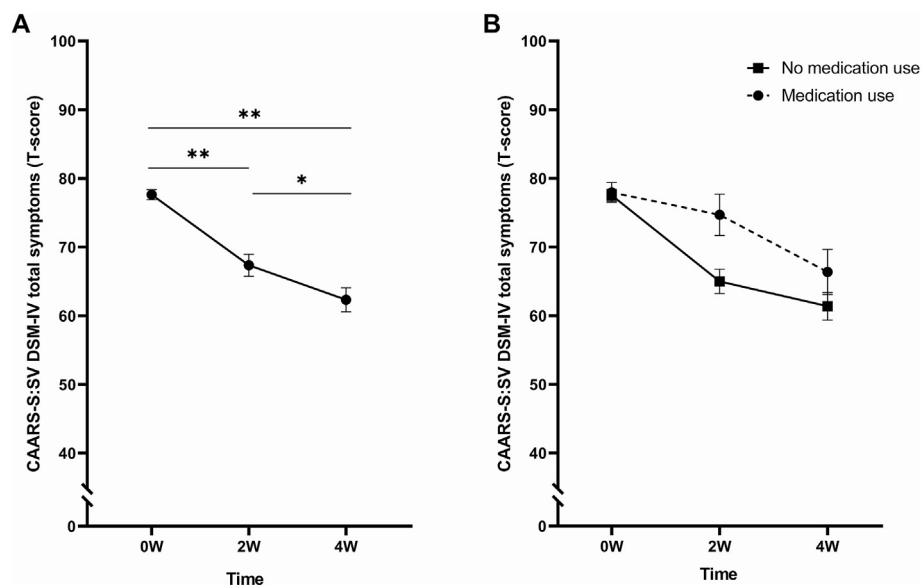 A
CAARS-S:SV DSM-IV total symptoms (T-score)
100
90
80
70
60
50
40
0
**
**
*
0W 2W 4W
Time
B
CAARS-S:SV DSM-IV total symptoms (T-score)
100
90
80
70
60
50
40
0
No medication use
Medication use
0W 2W 4W
Time